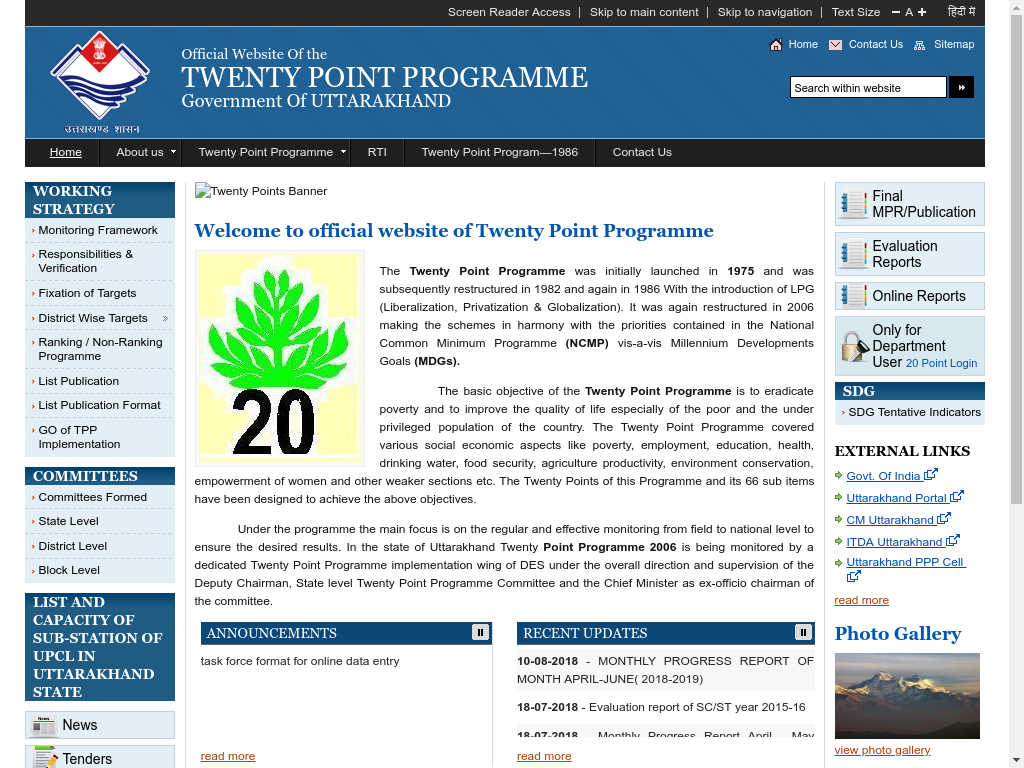 Screen Reader Access | Skip to main content | Skip to navigation | Text Size − A + हिंदी में
Home Contact Us Sitemap
Official Website Of the
TWENTY POINT PROGRAMME
Government Of UTTARAKHAND
उत्तराखण्ड शासन
Search within website
Home About us Twenty Point Programme RTI Twenty Point Program—1986 Contact Us
WORKING
STRATEGY
Monitoring Framework
Responsibilities &
Verification
Fixation of Targets
District Wise Targets »
Ranking / Non-Ranking
Programme
List Publication
List Publication Format
GO of TPP
Implementation
COMMITTEES
Committees Formed
State Level
District Level
Block Level
LIST AND
CAPACITY OF
SUB-STATION OF
UPCL IN
UTTARAKHAND
STATE
News
News
Tenders
Twenty Points Banner
Welcome to official website of Twenty Point Programme
20
The Twenty Point Programme was initially launched in 1975 and was
subsequently restructured in 1982 and again in 1986 With the introduction of LPG
(Liberalization, Privatization & Globalization). It was again restructured in 2006
making the schemes in harmony with the priorities contained in the National
Common Minimum Programme (NCMP) vis-a-vis Millennium Developments
Goals (MDGs).
The basic objective of the Twenty Point Programme is to eradicate
poverty and to improve the quality of life especially of the poor and the under
privileged population of the country. The Twenty Point Programme covered
various social economic aspects like poverty, employment, education, health,
drinking water, food security, agriculture productivity, environment conservation,
empowerment of women and other weaker sections etc. The Twenty Points of this Programme and its 66 sub items
have been designed to achieve the above objectives.
Under the programme the main focus is on the regular and effective monitoring from field to national level to
ensure the desired results. In the state of Uttarakhand Twenty Point Programme 2006 is being monitored by a
dedicated Twenty Point Programme implementation wing of DES under the overall direction and supervision of the
Deputy Chairman, State level Twenty Point Programme Committee and the Chief Minister as ex-officio chairman of
the committee.
ANNOUNCEMENTS
task force format for online data entry
read more
RECENT UPDATES
10-08-2018 - MONTHLY PROGRESS REPORT OF
MONTH APRIL-JUNE( 2018-2019)
18-07-2018 - Evaluation report of SC/ST year 2015-16
18-07-2018 - Monthly Progress Report April - May
read more
Final
MPR/Publication
Evaluation
Reports
Online Reports
Only for
Department
User 20 Point Login
SDG
SDG Tentative Indicators
EXTERNAL LINKS
Govt. Of India
Uttarakhand Portal
CM Uttarakhand
ITDA Uttarakhand
Uttarakhand PPP Cell
read more
Photo Gallery
view photo gallery